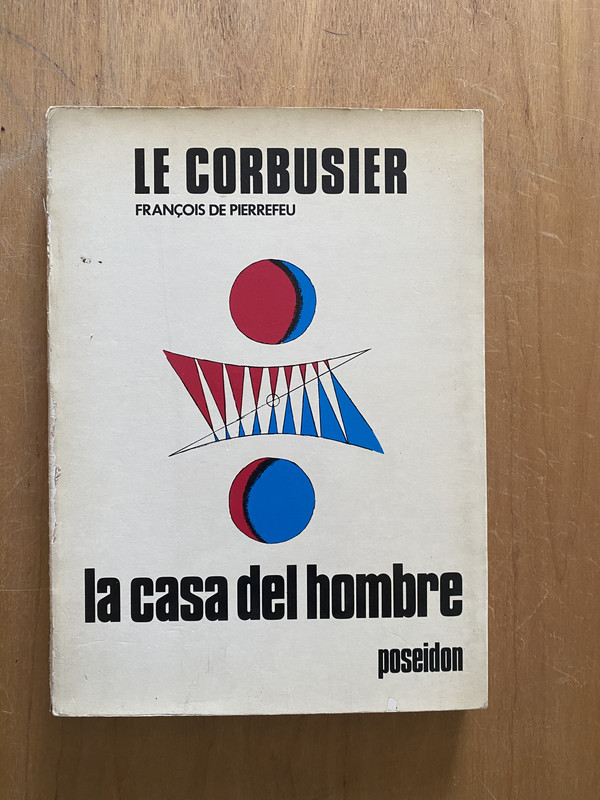 LE CORBUSIER
FRANÇOIS DE PIERREFEU
la casa del hombre
poseidon